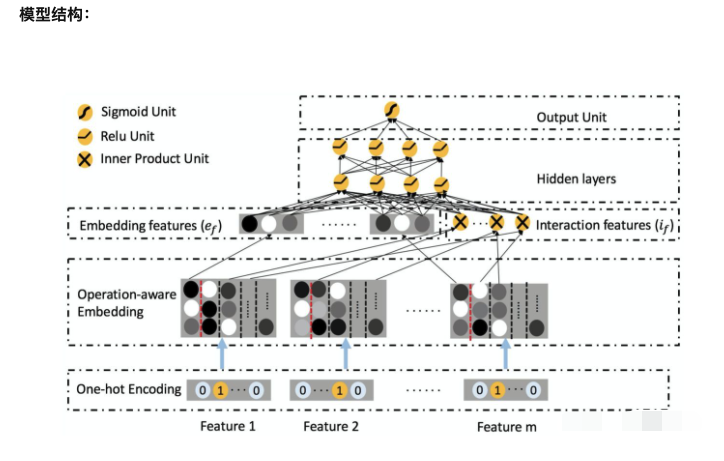 模型结构：
Sigmoid Unit
Relu Unit
Inner Product Unit
Output Unit
Hidden layers
Embedding features (e_f)
......
Interaction features (i_f)
Operation-aware
Embedding
......
One-hot Encoding
0 1 ... 0
0 ... 1 0
......
0 1 ... 0
Feature 1
Feature 2
Feature m